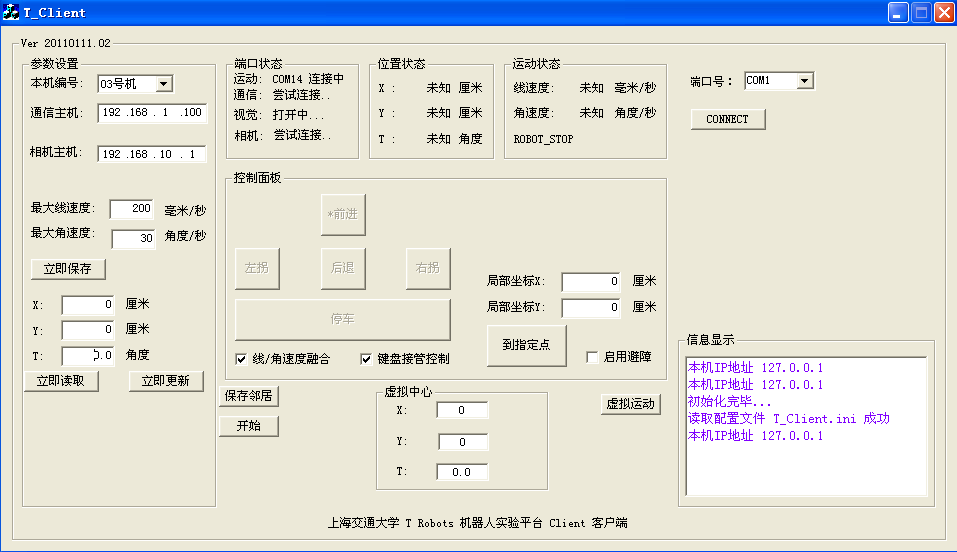 T_Client
Ver 20110111.02
参数设置
本机编号: 03号机
通信主机: 192 .168 . 1 .100
相机主机: 192 .168 . 10 . 1
最大线速度: 200 毫米/秒
最大角速度: 30 角度/秒
立即保存
X: 0 厘米
Y: 0 厘米
T: 0.0 角度
立即读取 立即更新
端口状态
运动: COM14 连接中
通信: 尝试连接..
视觉: 打开中...
相机: 尝试连接..
位置状态
X : 未知 厘米
Y : 未知 厘米
T : 未知 角度
运动状态
线速度: 未知 毫米/秒
角速度: 未知 角度/秒
ROBOT_STOP
端口号: COM1
CONNECT
控制面板
*前进
左拐 后退 右拐
停车
线/角速度融合 键盘接管控制
局部坐标X: 0 厘米
局部坐标Y: 0 厘米
到指定点 启用避障
保存邻居
开始
虚拟中心
X: 0
Y: 0
T: 0.0
虚拟运动
信息显示
本机IP地址 127.0.0.1
本机IP地址 127.0.0.1
初始化完毕...
读取配置文件 T_Client.ini 成功
本机IP地址 127.0.0.1
上海交通大学 T Robots 机器人实验平台 Client 客户端